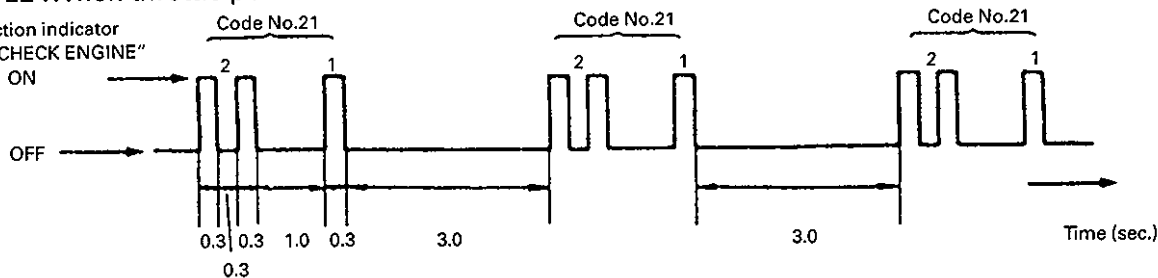 Code No.21
Code No.21
Code No.21
ction indicator
CHECK ENGINE"
2 1 2 1 2 1
ON
OFF
0.3 0.3 1.0 0.3 3.0 3.0 Time (sec.)
0.3